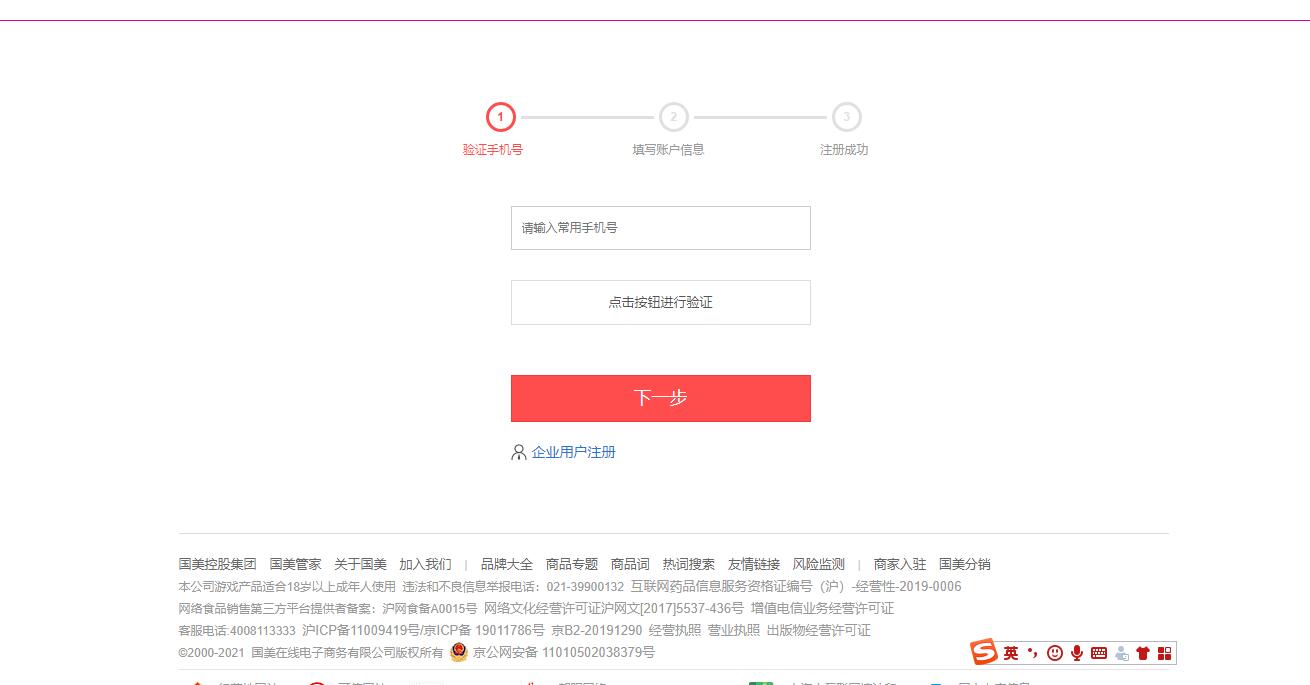 1 2 3
验证手机号 填写账户信息 注册成功
请输入常用手机号
点击按钮进行验证
下一步
企业用户注册
国美控股集团 国美管家 关于国美 加入我们 | 品牌大全 商品专题 商品词 热词搜索 友情链接 风险监测 | 商家入驻 国美分销
本公司游戏产品适合18岁以上成年人使用 违法和不良信息举报电话：021-39900132 互联网药品信息服务资格证编号（沪）-经营性-2019-0006
网络食品销售第三方平台提供者备案：沪网食备A0015号 网络文化经营许可证沪网文[2017]5537-436号 增值电信业务经营许可证
客服电话:4008113333 沪ICP备11009419号/京ICP备 19011786号 京B2-20191290 经营执照 营业执照 出版物经营许可证
©2000-2021 国美在线电子商务有限公司版权所有 京公网安备 11010502038379号
S 英